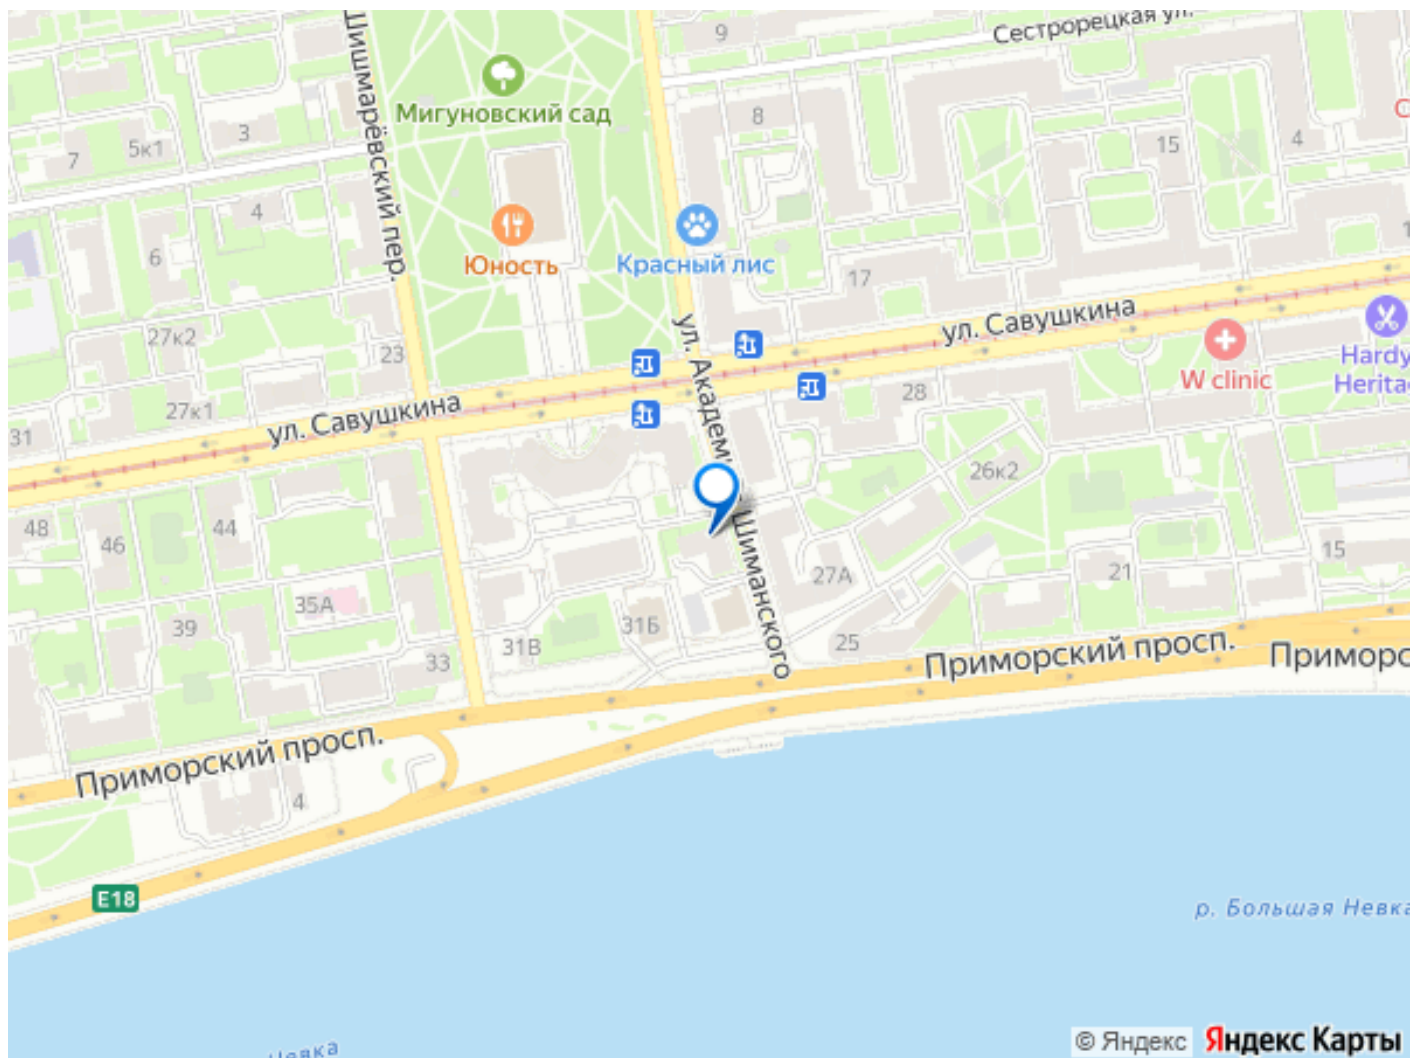 Сестрорецкая ул.
9
Шишмарёвский пер.
Мигуновский сад
8
3
5к1
7
15
4
4
6
Юность
Красный лис
17
ул. Савушкина
27к2
23
W clinic
Hardy
Heritag
28
27к1
ул. Савушкина
31
ул. Академ
Шиманского
26к2
48
46
44
15
27А
21
35А
39
31Б
31В
25
33
Приморский просп.
Приморс
Приморский просп.
4
E18
р. Большая Невка
Невка
© Яндекс
Яндекс Карты